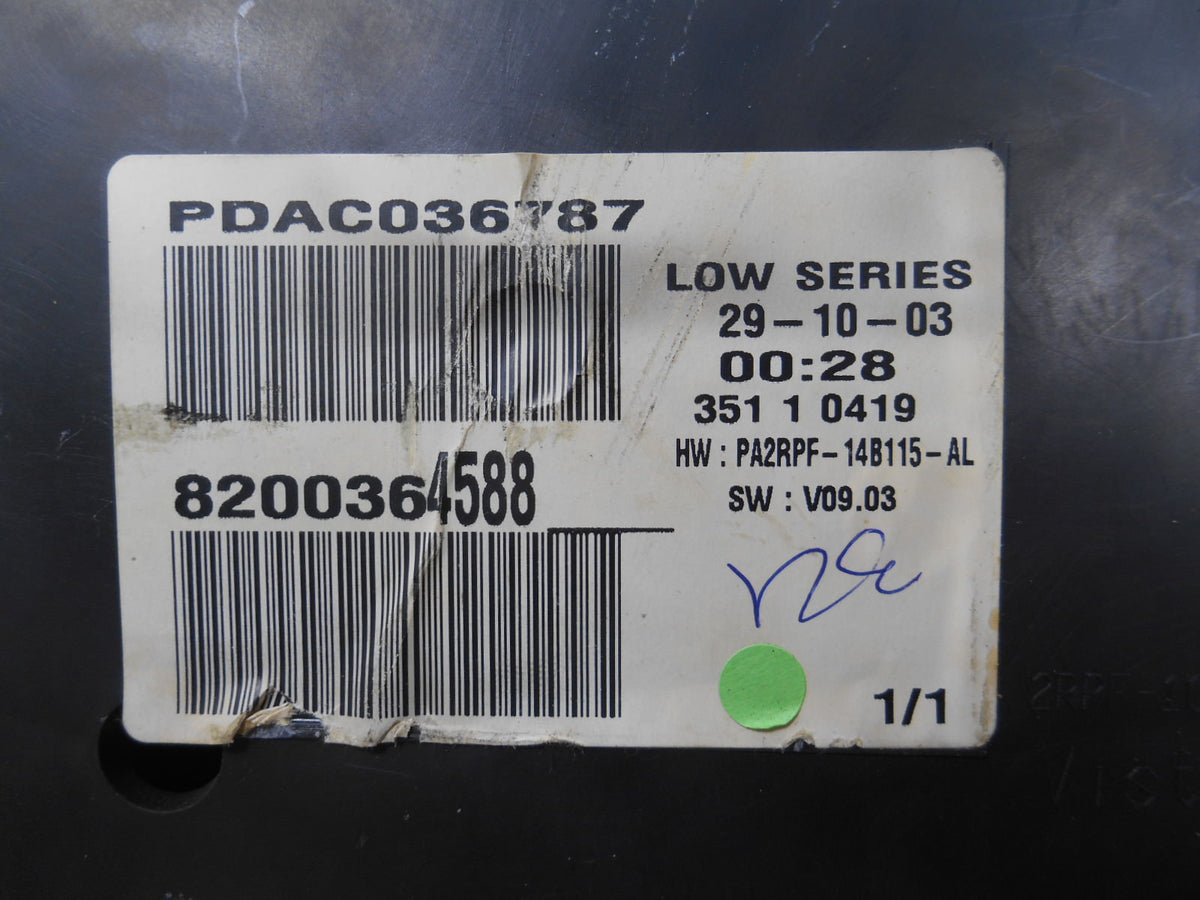 PDAC036787
LOW SERIES
29-10-03
00:28
351 1 0419
HW : PA2RPF-14B115-AL
SW : V09.03
8200364588
1/1